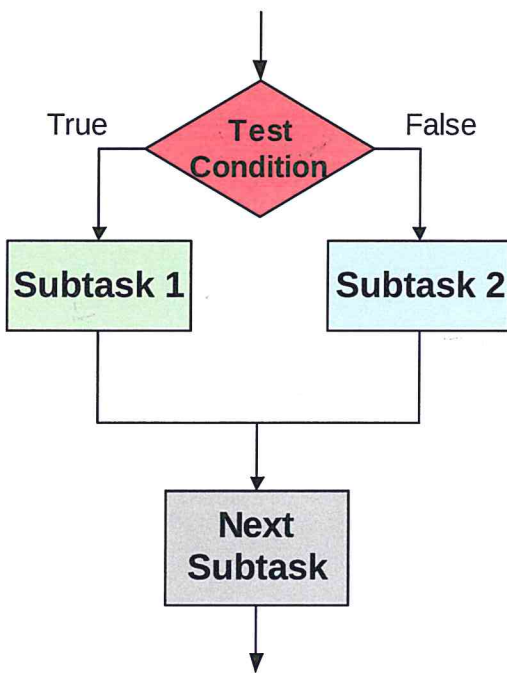 True
False
Test
Condition
Subtask 1
Subtask 2
Next
Subtask